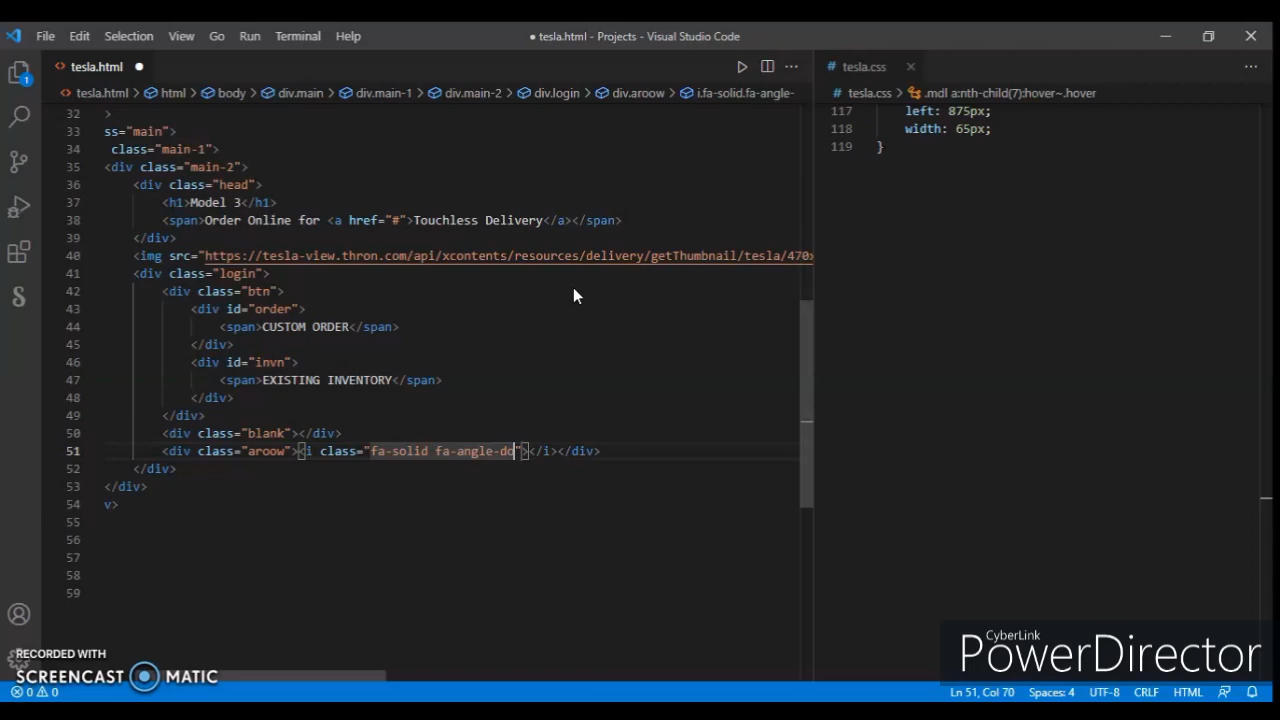 File Edit Selection View Go Run Terminal Help
● tesla.html - Projects - Visual Studio Code
tesla.html
tesla.css
tesla.html > html > body > div.main > div.main-1 > div.main-2 > div.login > div.aroow > i.fa-solid.fa-angle-
tesla.css > .mdl a:nth-child(7):hover~.hover
1
32 >
33 ss="main">
34 class="main-1">
35 <div class="main-2">
36 <div class="head">
37 <h1>Model 3</h1>
38 <span>Order Online for <a href="#">Touchless Delivery</a></span>
39 </div>
40 <img src="https://tesla-view.thron.com/api/xcontents/resources/delivery/getThumbnail/tesla/470x
41 <div class="login">
42 <div class="btn">
43 <div id="order">
44 <span>CUSTOM ORDER</span>
45 </div>
46 <div id="invn">
47 <span>EXISTING INVENTORY</span>
48 </div>
49 </div>
50 <div class="blank"></div>
51 <div class="aroow"><i class="fa-solid fa-angle-do"></i></div>
52 </div>
53 </div>
54 v>
55
56
57
58
59
117 left: 875px;
118 width: 65px;
119 }
RECORDED WITH
SCREENCAST MATIC
CyberLink
PowerDirector
0 0
Ln 51, Col 70 Spaces: 4 UTF-8 CRLF HTML